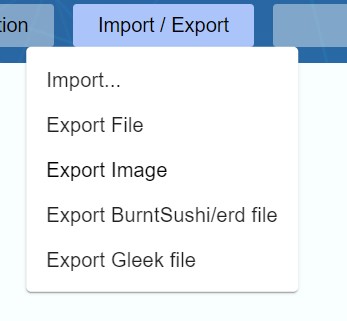 tion
Import / Export
Import...
Export File
Export Image
Export BurntSushi/erd file
Export Gleek file